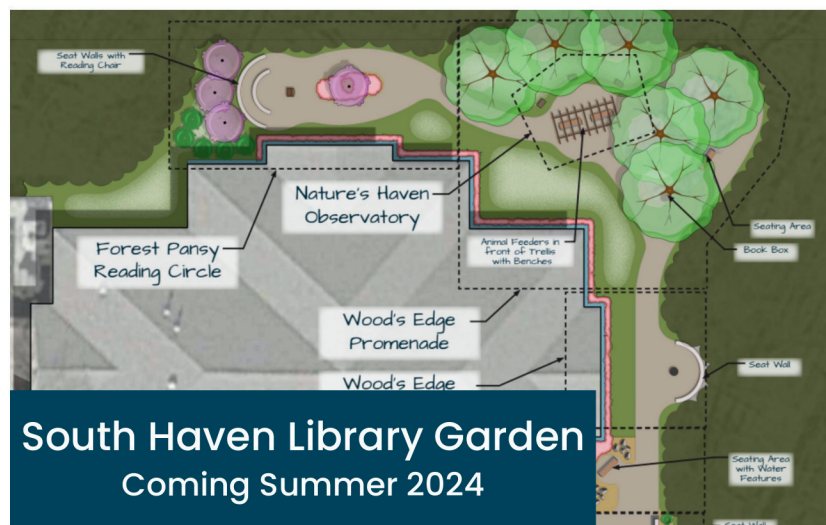 Seat Walls with
Reading Chair
Nature's Haven
Observatory
Forest Pansy
Reading Circle
Animal Feeders in
front of Trellis
with Benches
Seating Area
Book Box
Wood's Edge
Promenade
Wood's Edge
Seat Wall
South Haven Library Garden
Coming Summer 2024
Seating Area
with Water
Features
Seat Wall